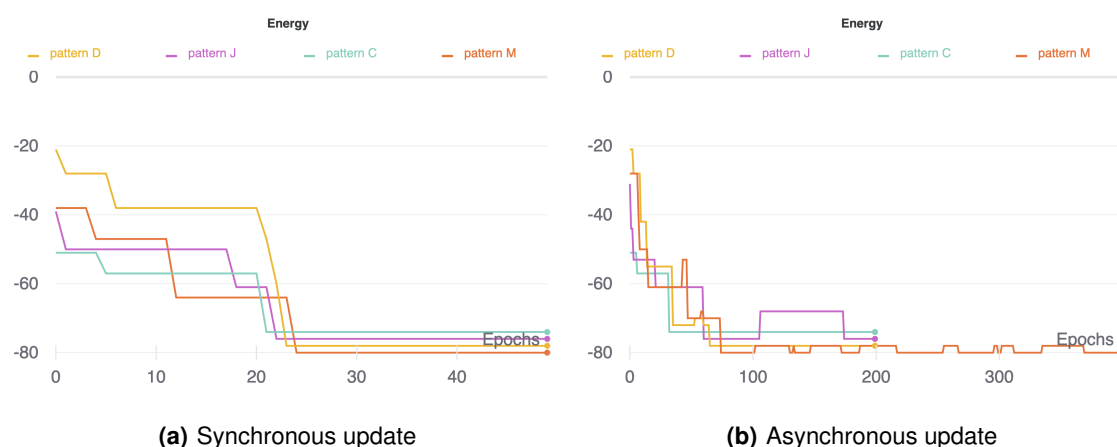 Energy
pattern D pattern J pattern C pattern M
0
-20
-40
-60
-80
Epochs
0 10 20 30 40
(a) Synchronous update
Energy
pattern D pattern J pattern C pattern M
0
-20
-40
-60
-80
Epochs
0 100 200 300
(b) Asynchronous update